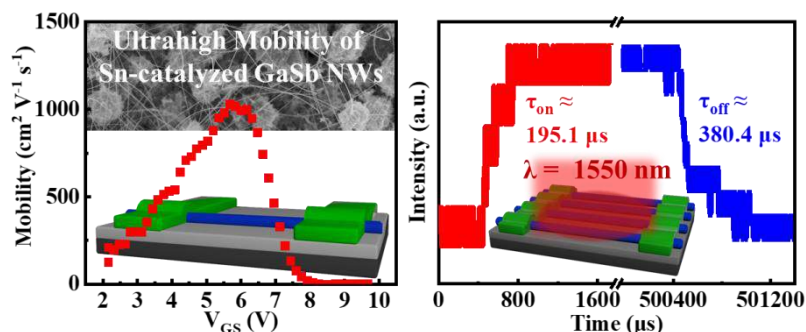 Ultrahigh Mobility of
Sn-catalyzed GaSb NWs
Mobility (cm² V⁻¹ s⁻¹)
1500
1000
500
0
2 3 4 5 6 7 8 9 10
V_GS (V)
Intensity (a.u.)
τ_on ≈
195.1 μs
τ_off ≈
380.4 μs
λ = 1550 nm
0 800 1600 500400 501200
Time (μs)